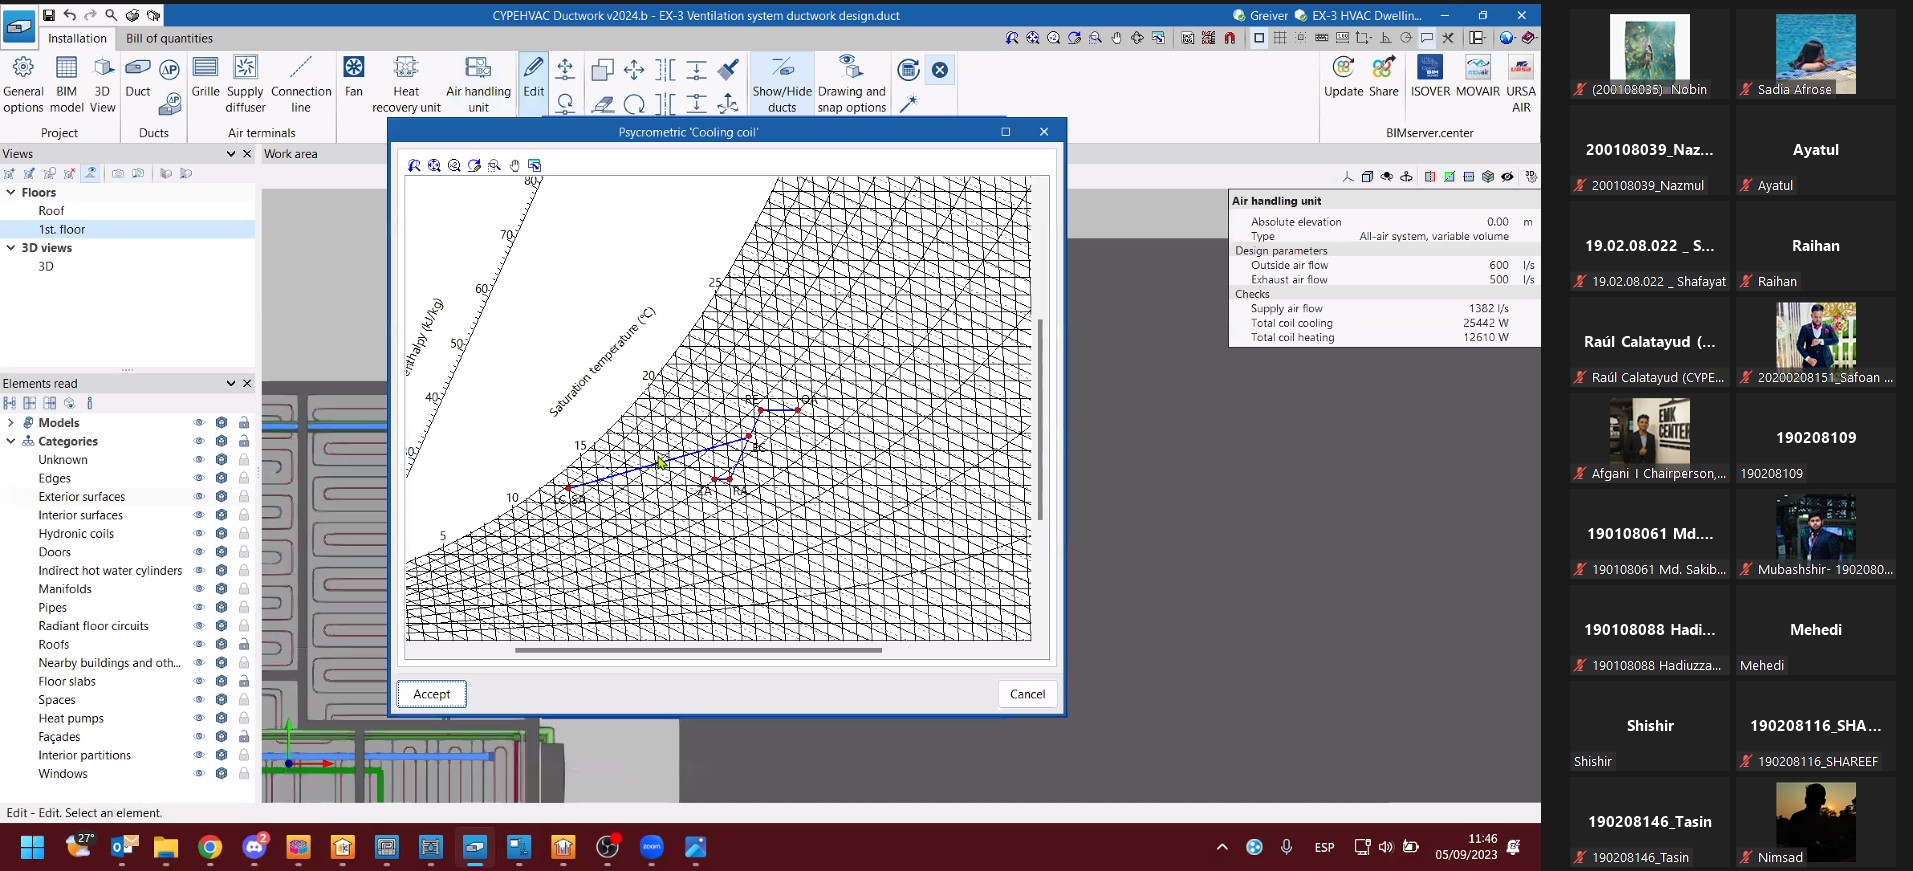 CYPEHVAC Ductwork v2024.b - EX-3 Ventilation system ductwork design.duct
Greiver
EX-3 HVAC Dwellin...
Installation
Bill of quantities
General options
BIM model
3D View
Duct
Grille
Supply diffuser
Connection line
Fan
Heat recovery unit
Air handling unit
Edit
Show/Hide ducts
Drawing and snap options
Update
Share
ISOVER
MOVAIR
URSA AIR
Project
Ducts
Air terminals
BIMserver.center
Views
Floors
Roof
1st. floor
3D views
3D
Elements read
Models
Categories
Unknown
Edges
Exterior surfaces
Interior surfaces
Hydronic coils
Doors
Indirect hot water cylinders
Manifolds
Pipes
Radiant floor circuits
Roofs
Nearby buildings and oth...
Floor slabs
Spaces
Heat pumps
Façades
Interior partitions
Windows
Work area
Psycrometric 'Cooling coil'
80
70
60
50
40
Saturation temperature (°C)
25
20
15
10
5
RE
OA
EC
ZA
RA
LC
SA
Accept
Cancel
Air handling unit
Absolute elevation 0.00 m
Type All-air system, variable volume
Design parameters
Outside air flow 600 l/s
Exhaust air flow 500 l/s
Checks
Supply air flow 1382 l/s
Total coil cooling 25442 W
Total coil heating 12610 W
Edit - Edit. Select an element.
27°
2
zoom
ESP
11:46
05/09/2023
(200108035) Nobin
Sadia Afrose
200108039_Naz...
200108039_Nazmul
Ayatul
Ayatul
19.02.08.022 _ S...
19.02.08.022 _ Shafayat
Raihan
Raihan
Raúl Calatayud (...
Raúl Calatayud (CYPE...
20200208151_Safoan ...
EMK CENTER
Afgani I Chairperson,...
190208109
190208109
190108061 Md....
190108061 Md. Sakib...
Mubashshir- 1902080...
190108088 Hadi...
190108088 Hadiuzza...
Mehedi
Mehedi
Shishir
Shishir
190208116_SHA...
190208116_SHAREEF
190208146_Tasin
190208146_Tasin
Nimsad